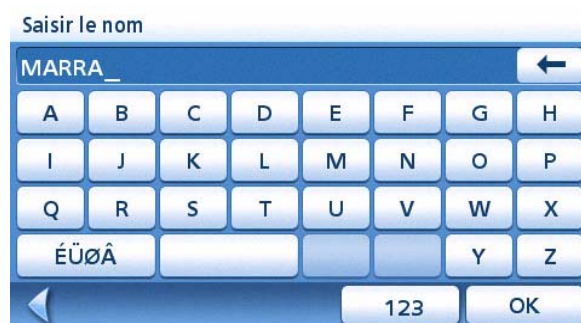 Saisir le nom
MARRA_
A B C D E F G H
I J K L M N O P
Q R S T U V W X
ÉÜØÂ Y Z
123 OK